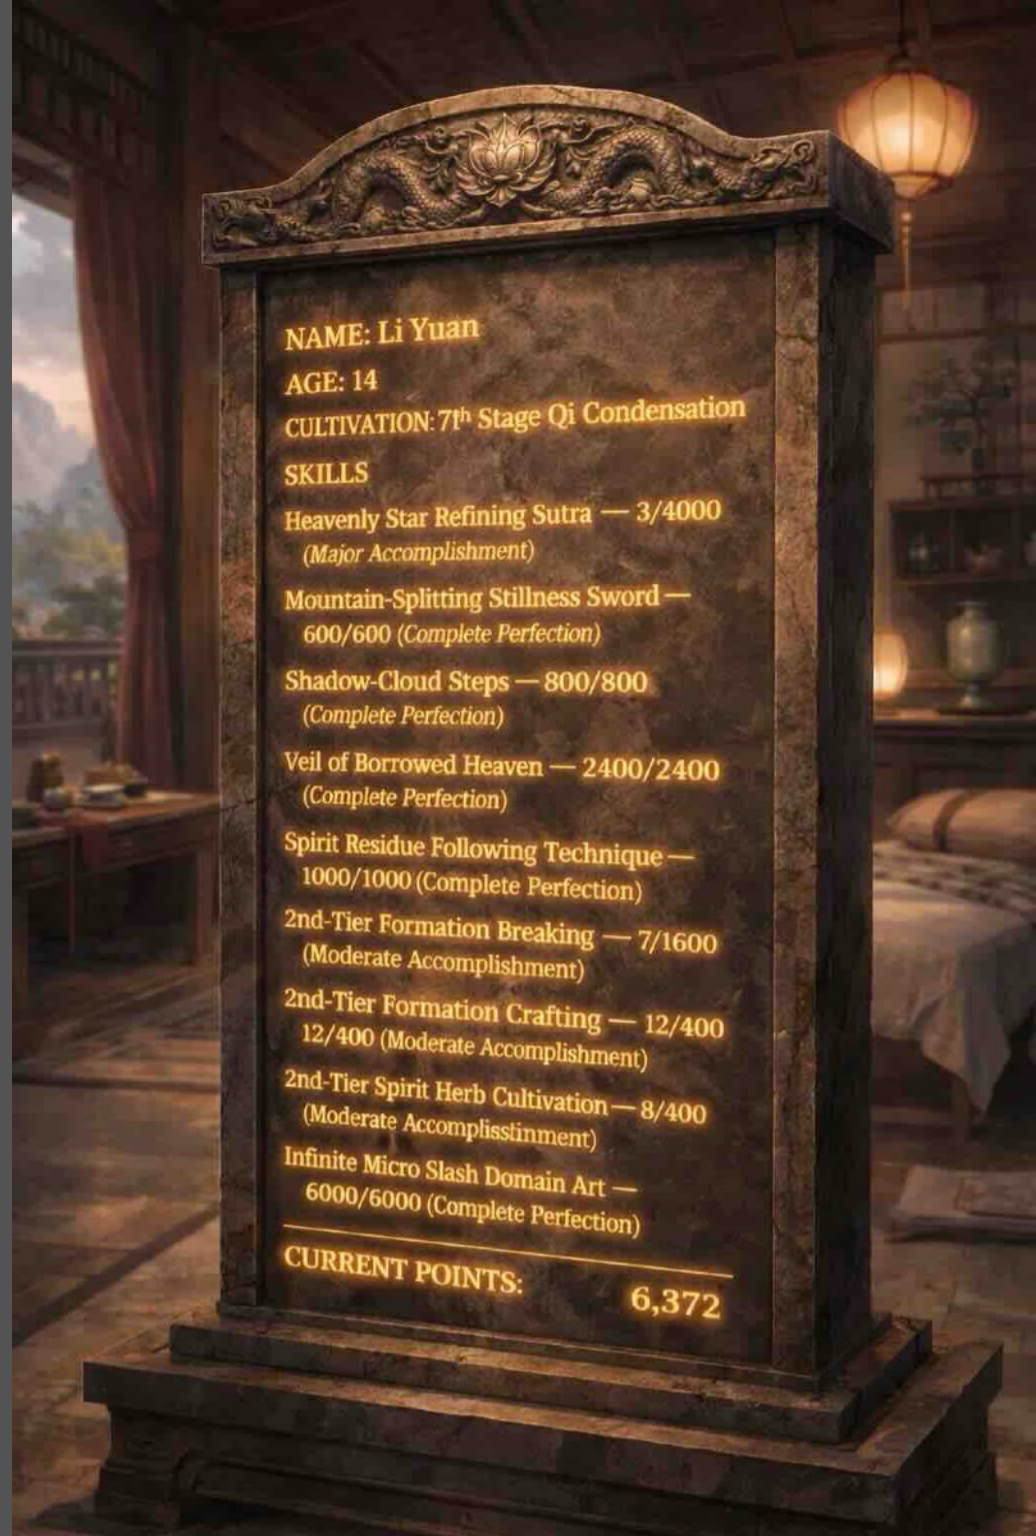 NAME: Li Yuan
AGE: 14
CULTIVATION: 7th Stage Qi Condensation
SKILLS
Heavenly Star Refining Sutra — 3/4000
(Major Accomplishment)
Mountain-Splitting Stillness Sword —
600/600 (Complete Perfection)
Shadow-Cloud Steps — 800/800
(Complete Perfection)
Veil of Borrowed Heaven — 2400/2400
(Complete Perfection)
Spirit Residue Following Technique —
1000/1000 (Complete Perfection)
2nd-Tier Formation Breaking — 7/1600
(Moderate Accomplishment)
2nd-Tier Formation Crafting — 12/400
12/400 (Moderate Accomplishment)
2nd-Tier Spirit Herb Cultivation — 8/400
(Moderate Accomplisstinment)
Infinite Micro Slash Domain Art —
6000/6000 (Complete Perfection)
CURRENT POINTS: 6,372